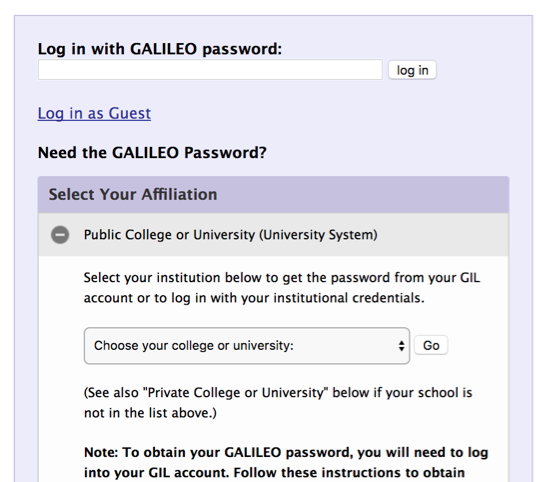 Log in with GALILEO password:
log in
Log in as Guest
Need the GALILEO Password?
Select Your Affiliation
Public College or University (University System)
Select your institution below to get the password from your GIL
account or to log in with your institutional credentials.
Choose your college or university:
Go
(See also "Private College or University" below if your school is
not in the list above.)
Note: To obtain your GALILEO password, you will need to log
into your GIL account. Follow these instructions to obtain